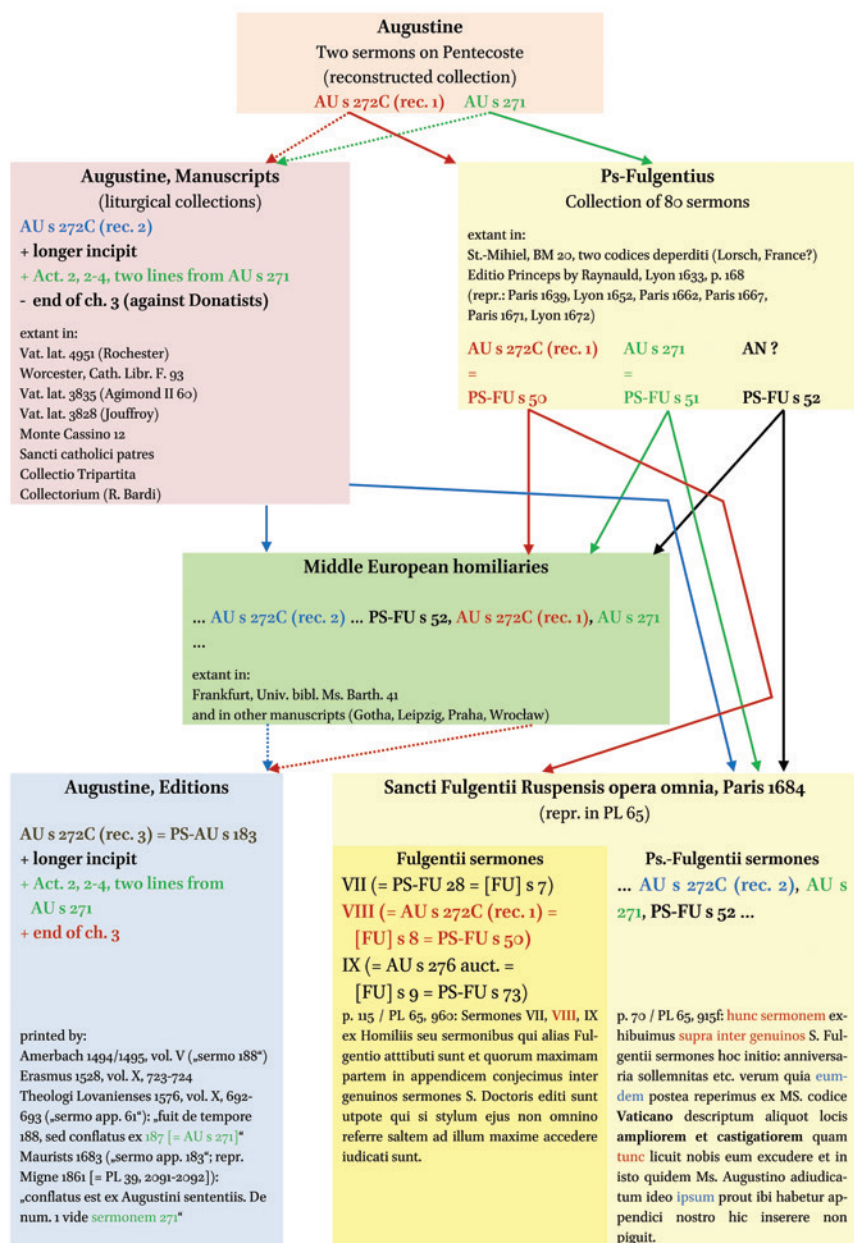 Augustine
Two sermons on Pentecoste
(reconstructed collection)
AU s 272C (rec. 1) AU s 271
Augustine, Manuscripts
(liturgical collections)
AU s 272C (rec. 2)
+ longer incipit
+ Act. 2, 2-4, two lines from AU s 271
- end of ch. 3 (against Donatists)
extant in:
Vat. lat. 4951 (Rochester)
Worcester, Cath. Libr. F. 93
Vat. lat. 3835 (Agimond II 60)
Vat. lat. 3828 (Jouffroy)
Monte Cassino 12
Sancti catholici patres
Collectio Tripartita
Collectorium (R. Bardi)
Ps-Fulgentius
Collection of 80 sermons
extant in:
St.-Mihiel, BM 20, two codices deperditi (Lorsch, France?)
Editio Princeps by Raynauld, Lyon 1633, p. 168
(repr.: Paris 1639, Lyon 1652, Paris 1662, Paris 1667,
Paris 1671, Lyon 1672)
AU s 272C (rec. 1) AU s 271 AN ?
= =
PS-FU s 50 PS-FU s 51 PS-FU s 52
Middle European homiliaries
... AU s 272C (rec. 2) ... PS-FU s 52, AU s 272C (rec. 1), AU s 271
...
extant in:
Frankfurt, Univ. bibl. Ms. Barth. 41
and in other manuscripts (Gotha, Leipzig, Praha, Wrocław)
Augustine, Editions
AU s 272C (rec. 3) = PS-AU s 183
+ longer incipit
+ Act. 2, 2-4, two lines from
AU s 271
+ end of ch. 3
printed by:
Amerbach 1494/1495, vol. V („sermo 188“)
Erasmus 1528, vol. X, 723-724
Theologi Lovanienses 1576, vol. X, 692-
693 („sermo app. 61“): „fuit de tempore
188, sed conflatus ex 187 [= AU s 271]“
Maurists 1683 („sermo app. 183“; repr.
Migne 1861 [= PL 39, 2091-2092]):
„conflatus est ex Augustini sententiis. De
num. 1 vide sermonem 271“
Sancti Fulgentii Ruspensis opera omnia, Paris 1684
(repr. in PL 65)
Fulgentii sermones
VII (= PS-FU 28 = [FU] s 7)
VIII (= AU s 272C (rec. 1) =
[FU] s 8 = PS-FU s 50)
IX (= AU s 276 auct. =
[FU] s 9 = PS-FU s 73)
p. 115 / PL 65, 960: Sermones VII, VIII, IX
ex Homiliis seu sermonibus qui alias Ful-
gentio atttibuti sunt et quorum maximam
partem in appendicem conjecimus inter
genuinos sermones S. Doctoris editi sunt
utpote qui si stylum ejus non omnino
referre saltem ad illum maxime accedere
iudicati sunt.
Ps.-Fulgentii sermones
... AU s 272C (rec. 2), AU s
271, PS-FU s 52 ...
p. 70 / PL 65, 915f: hunc sermonem ex-
hibuimus supra inter genuinos S. Ful-
gentii sermones hoc initio: anniversa-
ria sollemnitas etc. verum quia eum-
dem postea reperimus ex MS. codice
Vaticano descriptum aliquot locis
ampliorem et castigatiorem quam
tunc licuit nobis eum excudere et in
isto quidem Ms. Augustino adiudica-
tum ideo ipsum prout ibi habetur ap-
pendici nostro hic inserere non
piguit.